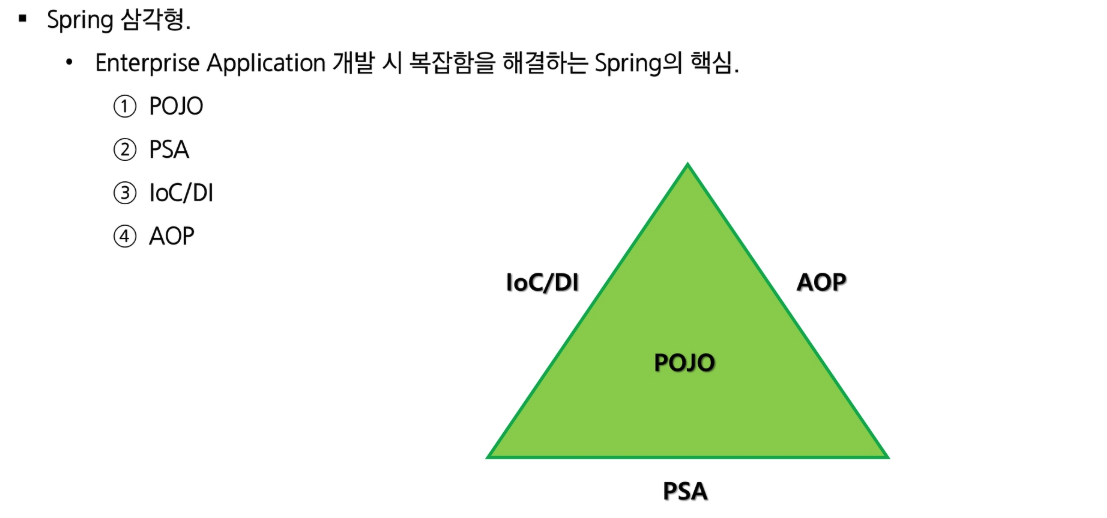 ▪ Spring 삼각형.
• Enterprise Application 개발 시 복잡함을 해결하는 Spring의 핵심.
① POJO
② PSA
③ IoC/DI
④ AOP
IoC/DI
AOP
POJO
PSA